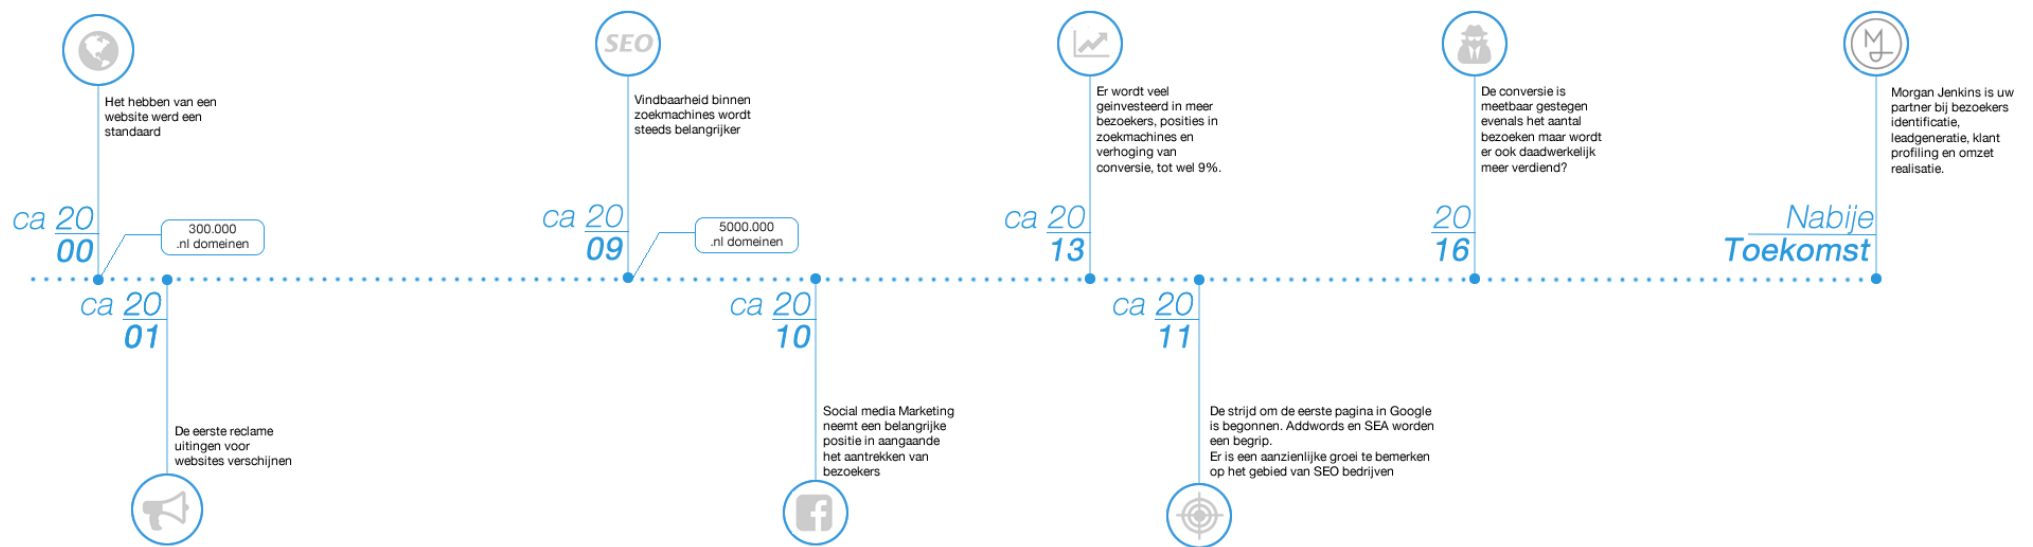 Het hebben van een
website werd een
standaard
ca 20
00
300.000
.nl domeinen
ca 20
01
De eerste reclame
uitingen voor
websites verschijnen
SEO
Vindbaarheid binnen
zoekmachines wordt
steeds belangrijker
ca 20
09
5000.000
.nl domeinen
ca 20
10
Social media Marketing
neemt een belangrijke
positie in aangaande
het aantrekken van
bezoekers
Er wordt veel
geinvesteerd in meer
bezoekers, posities in
zoekmachines en
verhoging van
conversie, tot wel 9%.
ca 20
13
ca 20
11
De strijd om de eerste pagina in Google
is begonnen. Addwords en SEA worden
een begrip.
Er is een aanzienlijke groei te bemerken
op het gebied van SEO bedrijven
De conversie is
meetbaar gestegen
evenals het aantal
bezoeken maar wordt
er ook daadwerkelijk
meer verdiend?
20
16
MJ
Morgan Jenkins is uw
partner bij bezoekers
identificatie,
leadgeneratie, klant
profiling en omzet
realisatie.
Nabije
Toekomst